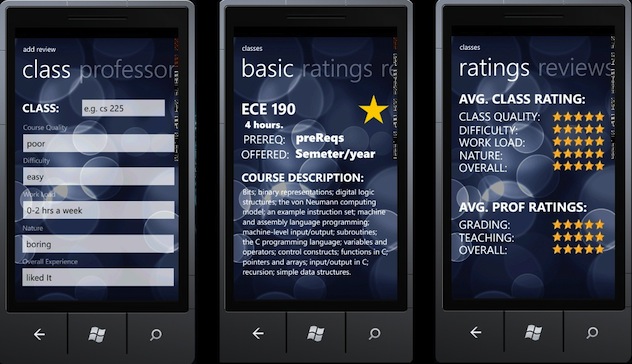 add review
class professor
CLASS: e.g. cs 225
Course Quality
poor
Difficulty
easy
Work Load
0-2 hrs a week
Nature
boring
Overall Experience
liked It
classes
basic ratings re
ECE 190
4 hours.
PREREQ: preReqs
OFFERED: Semeter/year
COURSE DESCRIPTION:
Bits; binary representations; digital logic
structures; the von Neumann computing
model; an example instruction set; machine
and assembly language programming;
machine-level input/output; subroutines;
the C programming language; variables and
operators; control constructs; functions in C;
pointers and arrays; input/output in C;
recursion; simple data structures.
classes
ratings reviews
AVG. CLASS RATING:
CLASS QUALITY:
DIFFICULTY:
WORK LOAD:
NATURE:
OVERALL:
AVG. PROF RATINGS:
GRADING:
TEACHING:
OVERALL: